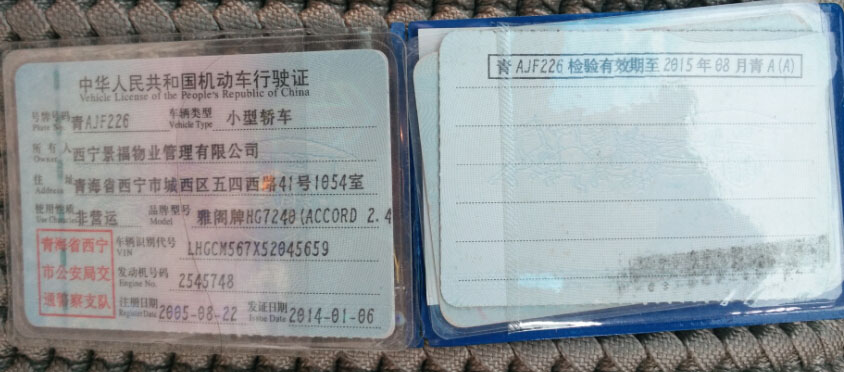 中华人民共和国机动车行驶证
Vehicle License of the People's Republic of China
号牌号码 青AJF226 车辆类型 小型轿车
Plate No. Vehicle Type
所有人 西宁景福物业管理有限公司
Owner
住址 青海省西宁市城西区五四西路41号1054室
Address
使用性质 非营运 品牌型号 雅阁牌HG7240(ACCORD 2.4
Use Character Model
青海省西宁 车辆识别代号 LHGCM567X52045659
VIN
市公安局交 发动机号码 2545748
Engine No.
通警察支队 注册日期 2005-08-22 发证日期 2014-01-06
Register Date Issue Date
青AJF226检验有效期至2015年08月青A(A)